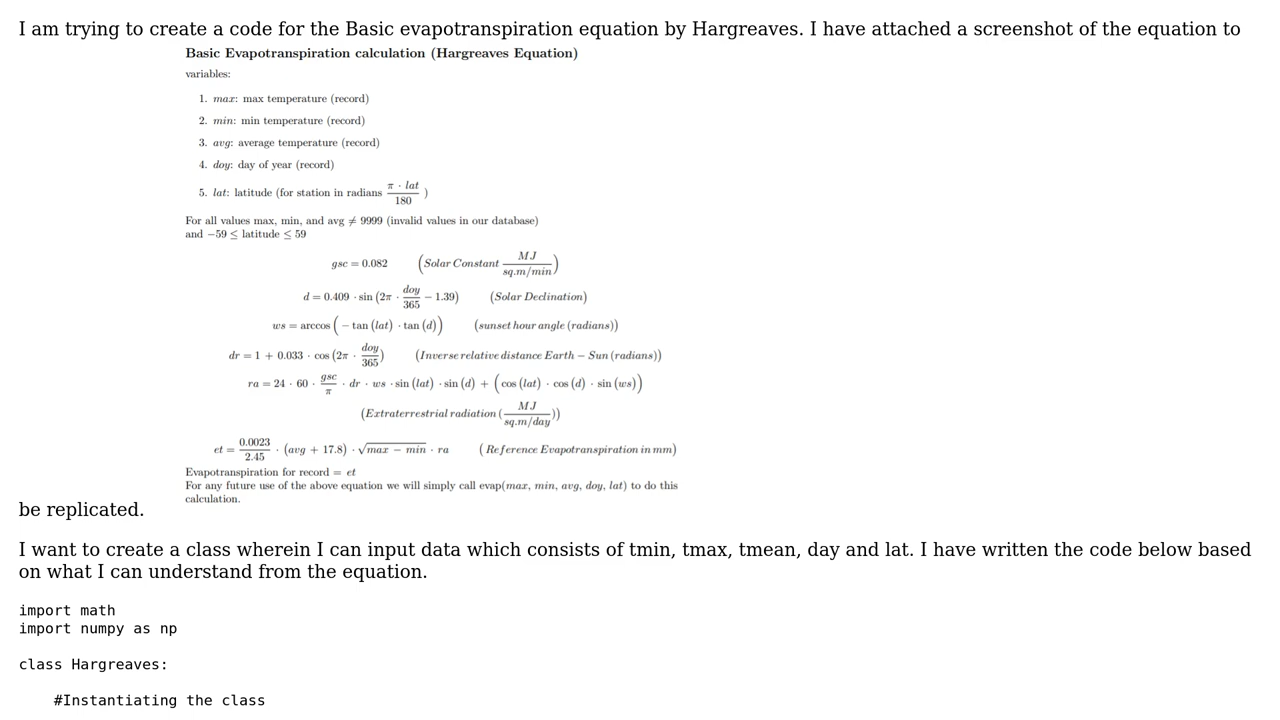 I am trying to create a code for the Basic evapotranspiration equation by Hargreaves. I have attached a screenshot of the equation to
Basic Evapotranspiration calculation (Hargreaves Equation)
variables:
1. max: max temperature (record)
2. min: min temperature (record)
3. avg: average temperature (record)
4. doy: day of year (record)
5. lat: latitude (for station in radians π · lat / 180 )
For all values max, min, and avg ≠ 9999 (invalid values in our database)
and −59 ≤ latitude ≤ 59
gsc = 0.082 (Solar Constant MJ / sq.m/min)
d = 0.409 · sin (2π · doy / 365 − 1.39) (Solar Declination)
ws = arccos ( − tan (lat) · tan (d)) (sunset hour angle (radians))
dr = 1 + 0.033 · cos (2π · doy / 365) (Inverse relative distance Earth − Sun (radians))
ra = 24 · 60 · gsc / π · dr · ws · sin (lat) · sin (d) + (cos (lat) · cos (d) · sin (ws))
(Extraterrestrial radiation ( MJ / sq.m/day ))
et = 0.0023 / 2.45 · (avg + 17.8) · √max − min · ra ( Reference Evapotranspiration in mm)
Evapotranspiration for record = et
For any future use of the above equation we will simply call evap(max, min, avg, doy, lat) to do this
calculation.
be replicated.
I want to create a class wherein I can input data which consists of tmin, tmax, tmean, day and lat. I have written the code below based
on what I can understand from the equation.
import math
import numpy as np
class Hargreaves:
#Instantiating the class